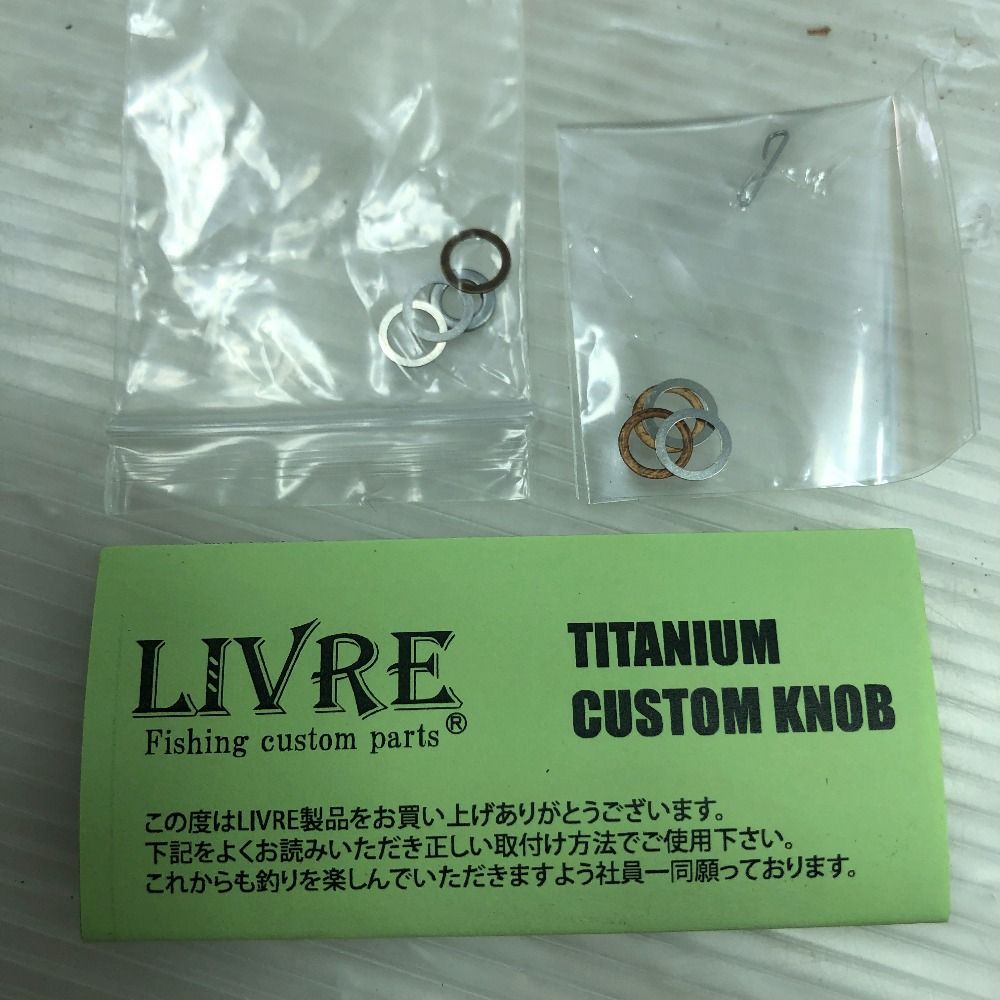 LIVRE
Fishing custom parts®
TITANIUM
CUSTOM KNOB
この度はLIVRE製品をお買い上げありがとうございます。
下記をよくお読みいただき正しい取付け方法でご使用下さい。
これからも釣りを楽しんでいただきますよう社員一同願っております。